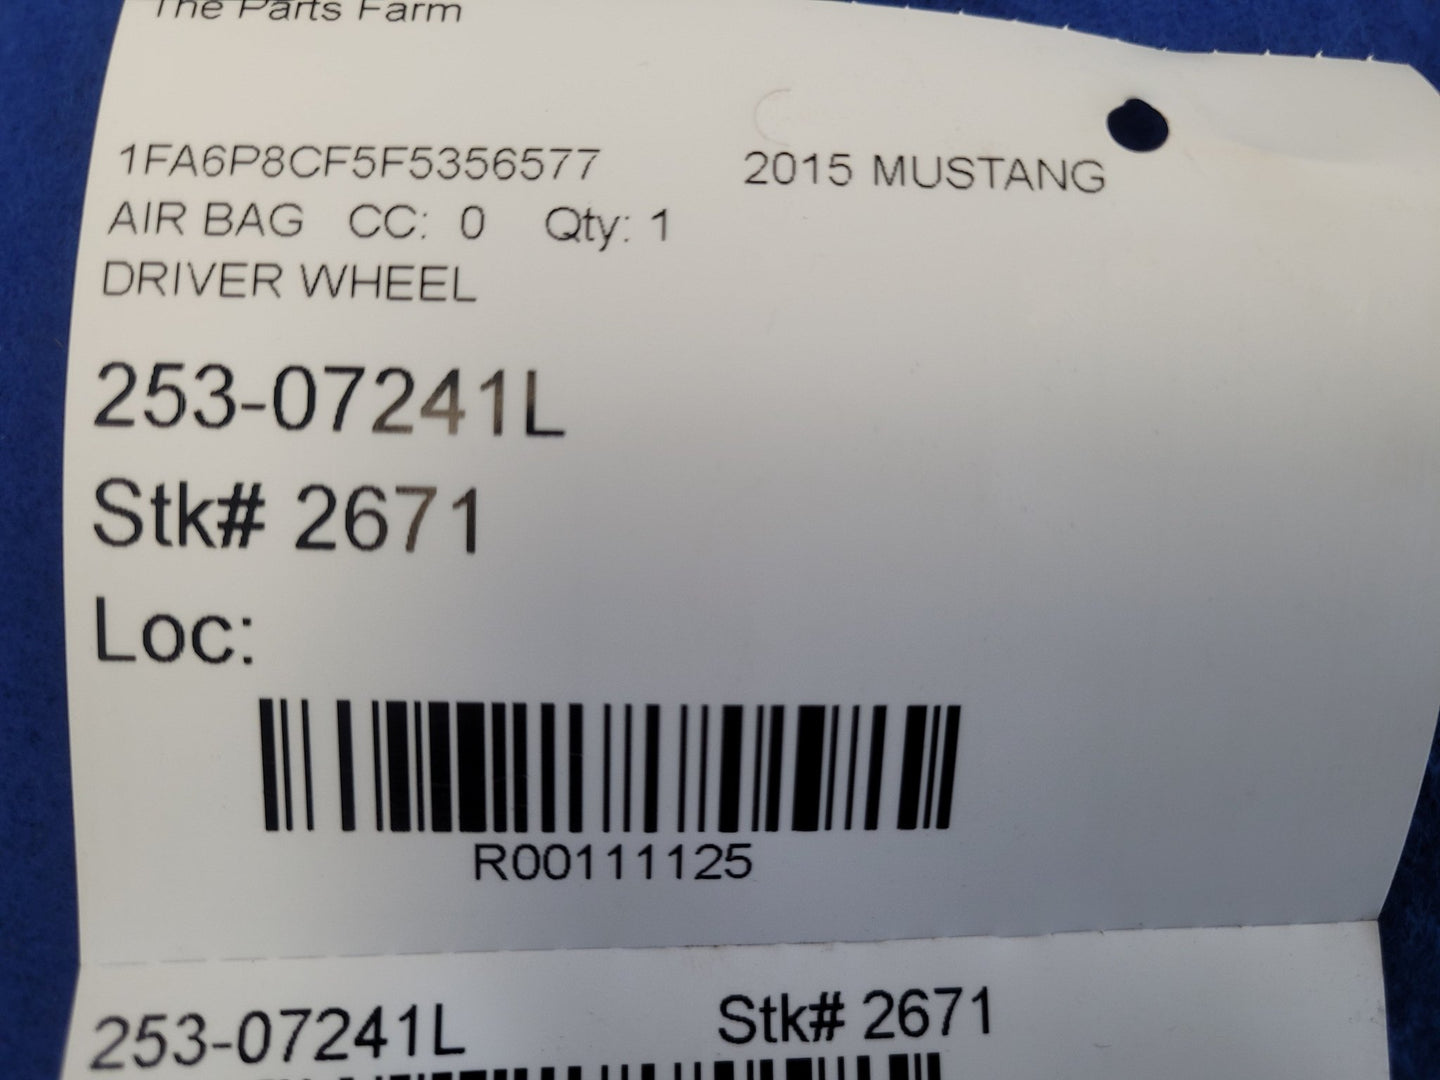 The Parts Farm
1FA6P8CF5F5356577 2015 MUSTANG
AIR BAG CC: 0 Qty: 1
DRIVER WHEEL
253-07241L
Stk# 2671
Loc:
R00111125
253-07241L Stk# 2671